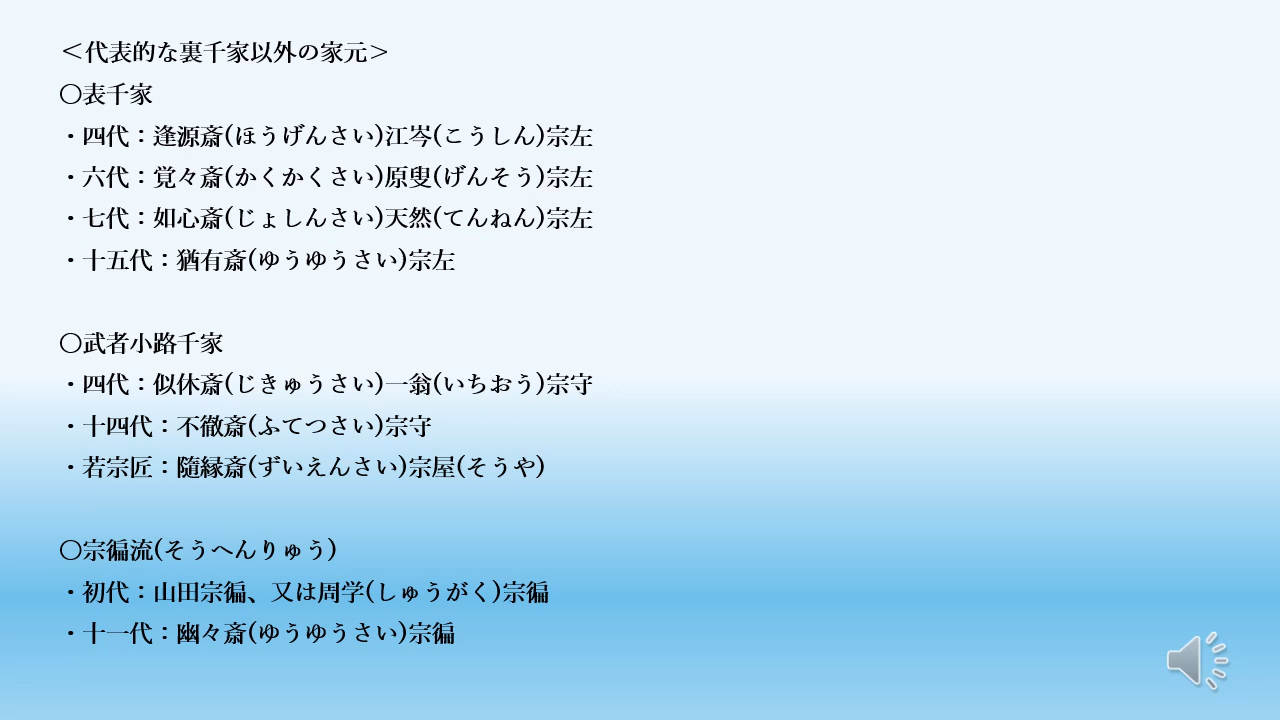 ＜代表的な裏千家以外の家元＞
〇表千家
・四代：逢源斎(ほうげんさい)江岑(こうしん)宗左
・六代：覚々斎(かくかくさい)原叟(げんそう)宗左
・七代：如心斎(じょしんさい)天然(てんねん)宗左
・十五代：猶有斎(ゆうゆうさい)宗左
〇武者小路千家
・四代：似休斎(じきゅうさい)一翁(いちおう)宗守
・十四代：不徹斎(ふてつさい)宗守
・若宗匠：隨縁斎(ずいえんさい)宗屋(そうや)
〇宗徧流(そうへんりゅう)
・初代：山田宗徧、又は周学(しゅうがく)宗徧
・十一代：幽々斎(ゆうゆうさい)宗徧